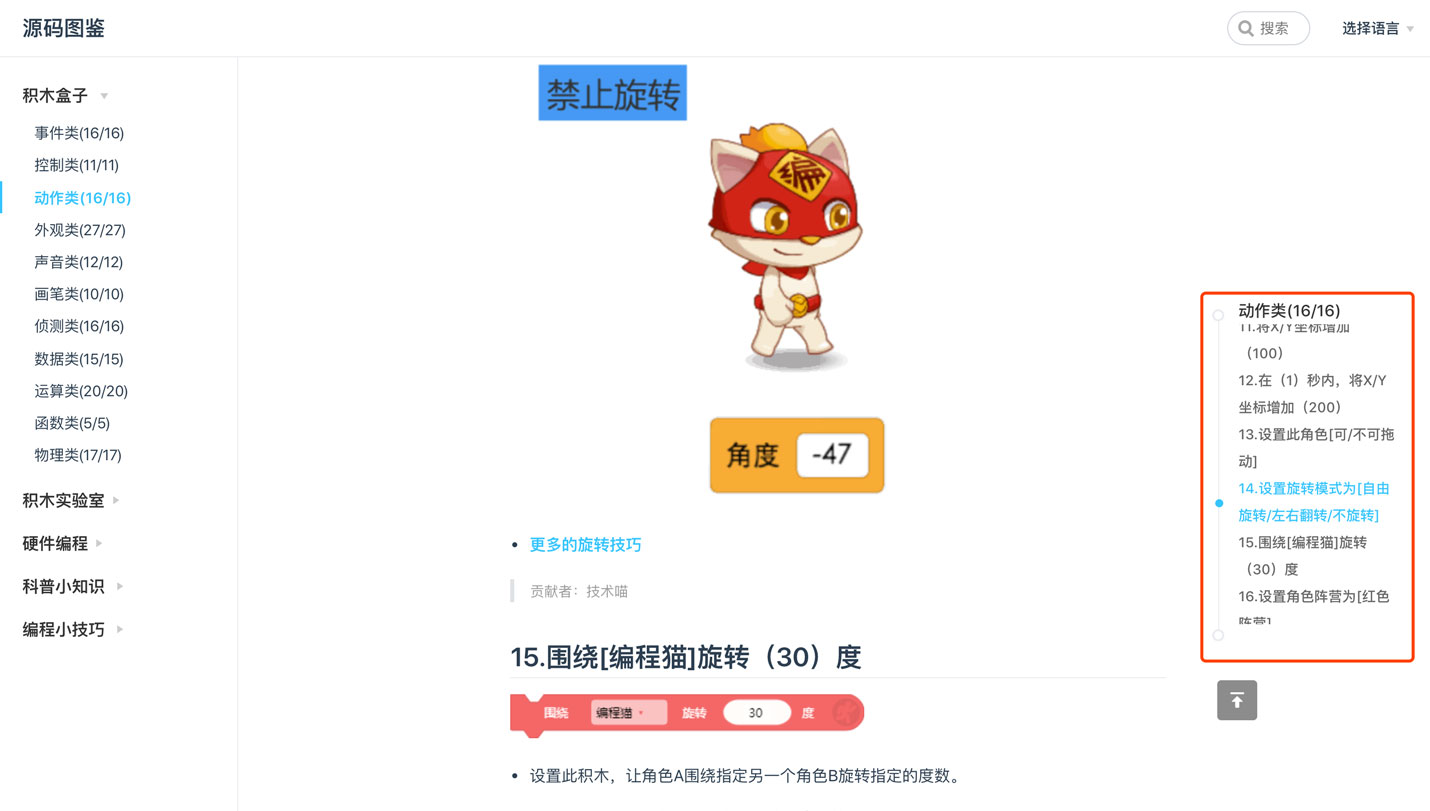 源码图鉴
搜索
选择语言
积木盒子
事件类(16/16)
控制类(11/11)
动作类(16/16)
外观类(27/27)
声音类(12/12)
画笔类(10/10)
侦测类(16/16)
数据类(15/15)
运算类(20/20)
函数类(5/5)
物理类(17/17)
积木实验室
硬件编程
科普小知识
编程小技巧
禁止旋转
编
角度 -47
更多的旋转技巧
贡献者：技术喵
15.围绕[编程猫]旋转（30）度
围绕 编程猫 旋转 30 度
设置此积木，让角色A围绕指定另一个角色B旋转指定的度数。
动作类(16/16)
11.将X/Y坐标增加
（100）
12.在（1）秒内，将X/Y
坐标增加（200）
13.设置此角色[可/不可拖
动]
14.设置旋转模式为[自由
旋转/左右翻转/不旋转]
15.围绕[编程猫]旋转
（30）度
16.设置角色阵营为[红色
阵营]